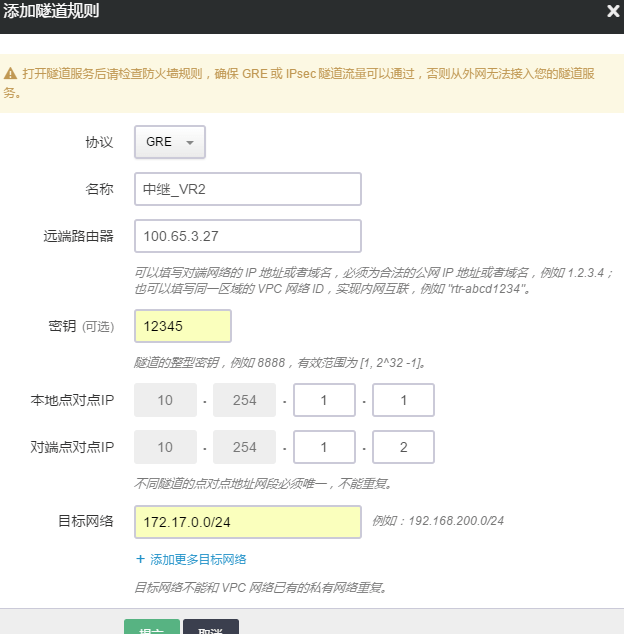 添加隧道规则
打开隧道服务后请检查防火墙规则，确保 GRE 或 IPsec 隧道流量可以通过，否则从外网无法接入您的隧道服
务。
协议 GRE
名称 中继_VR2
远端路由器 100.65.3.27
可以填写对端网络的 IP 地址或者域名，必须为合法的公网 IP 地址或者域名，例如 1.2.3.4；
也可以填写同一区域的 VPC 网络 ID，实现内网互联，例如 "rtr-abcd1234"。
密钥 (可选) 12345
隧道的整型密钥，例如 8888，有效范围为 [1, 2^32 -1]。
本地点对点IP 10 . 254 . 1 . 1
对端点对点IP 10 . 254 . 1 . 2
不同隧道的点对点地址网段必须唯一，不能重复。
目标网络 172.17.0.0/24 例如：192.168.200.0/24
+ 添加更多目标网络
目标网络不能和 VPC 网络已有的私有网络重复。
提交 取消